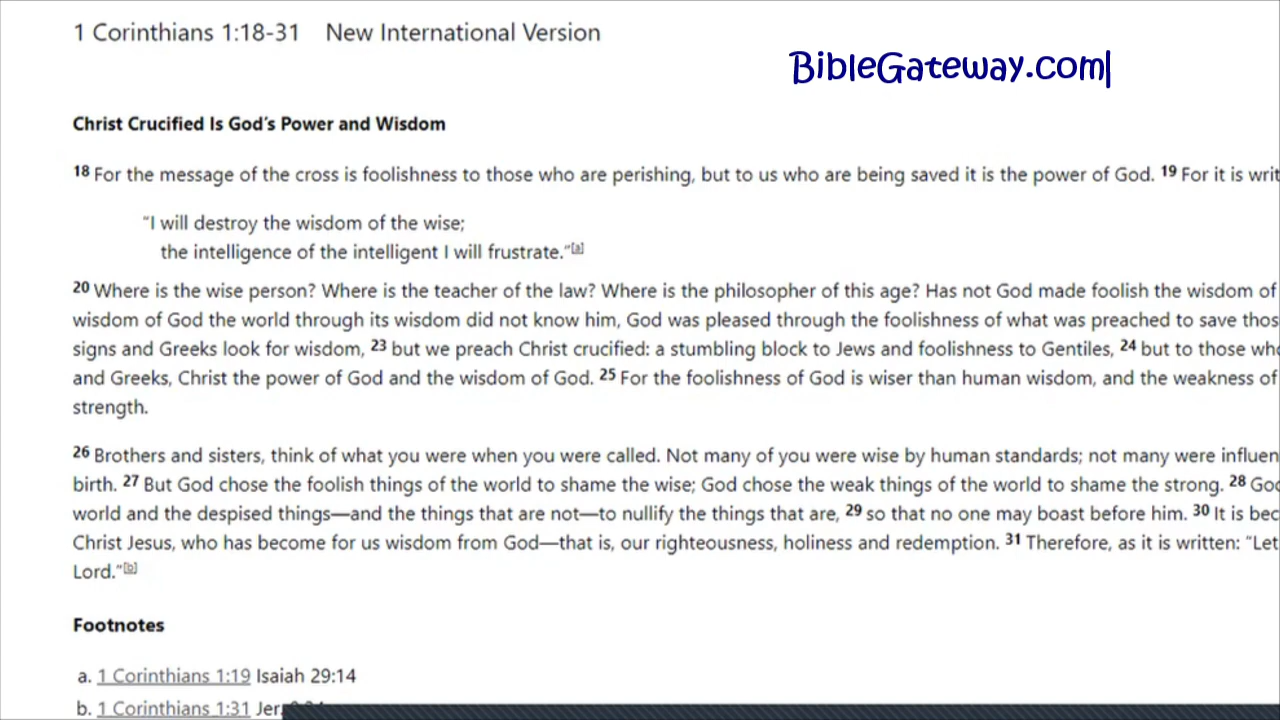 1 Corinthians 1:18-31 New International Version
BibleGateway.com
Christ Crucified Is God's Power and Wisdom
18 For the message of the cross is foolishness to those who are perishing, but to us who are being saved it is the power of God. 19 For it is
"I will destroy the wisdom of the wise;
the intelligence of the intelligent I will frustrate."[a]
20 Where is the wise person? Where is the teacher of the law? Where is the philosopher of this age? Has not God made foolish the wisdom of
wisdom of God the world through its wisdom did not know him, God was pleased through the foolishness of what was preached to save
signs and Greeks look for wisdom, 23 but we preach Christ crucified: a stumbling block to Jews and foolishness to Gentiles, 24 but to those
and Greeks, Christ the power of God and the wisdom of God. 25 For the foolishness of God is wiser than human wisdom, and the weakness of
strength.
26 Brothers and sisters, think of what you were when you were called. Not many of you were wise by human standards; not many were
birth. 27 But God chose the foolish things of the world to shame the wise; God chose the weak things of the world to shame the strong. 28
world and the despised things—and the things that are not—to nullify the things that are, 29 so that no one may boast before him. 30 It is
Christ Jesus, who has become for us wisdom from God—that is, our righteousness, holiness and redemption. 31 Therefore, as it is written: "Let
Lord."[b]
Footnotes
a. 1 Corinthians 1:19 Isaiah 29:14
b. 1 Corinthians 1:31